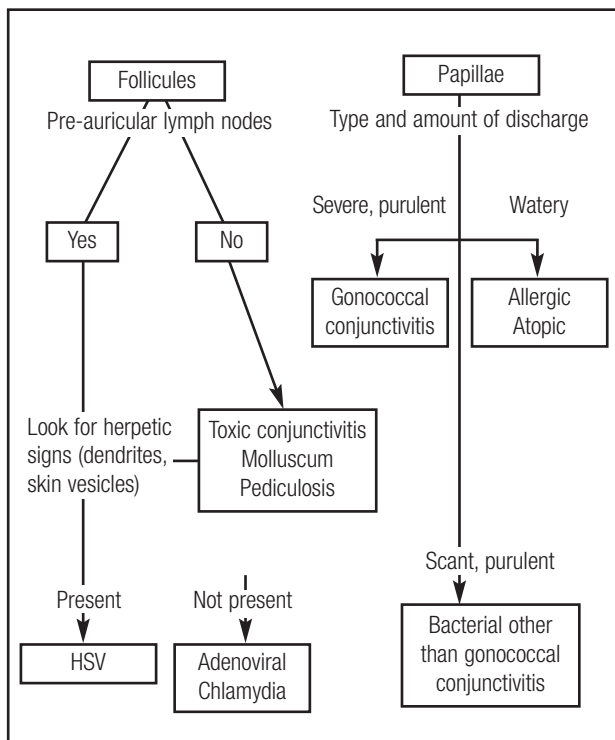 Follicules
Pre-auricular lymph nodes
Yes
No
Look for herpetic
signs (dendrites,
skin vesicles)
Toxic conjunctivitis
Molluscum
Pediculosis
Present
Not present
HSV
Adenoviral
Chlamydia
Papillae
Type and amount of discharge
Severe, purulent
Watery
Gonococcal
conjunctivitis
Allergic
Atopic
Scant, purulent
Bacterial other
than gonococcal
conjunctivitis